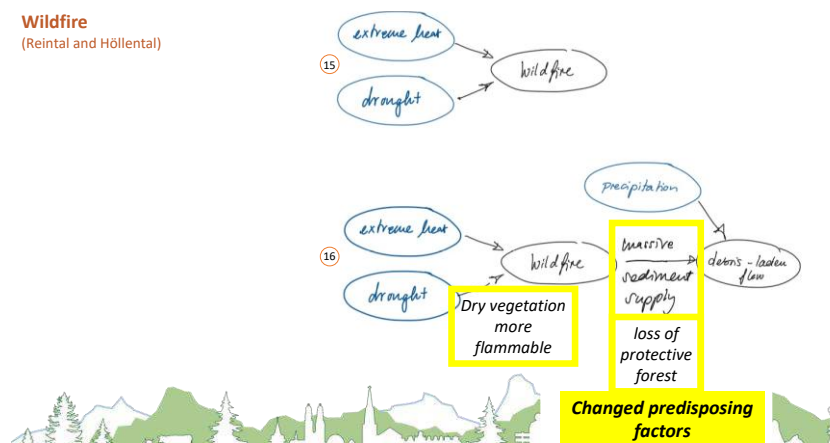 Wildfire
(Reintal and Höllental)
15
extreme heat
drought
wildfire
16
precipitation
extreme heat
drought
wildfire
massive
sediment
supply
debris-laden
flow
Dry vegetation
more
flammable
loss of
protective
forest
Changed predisposing
factors